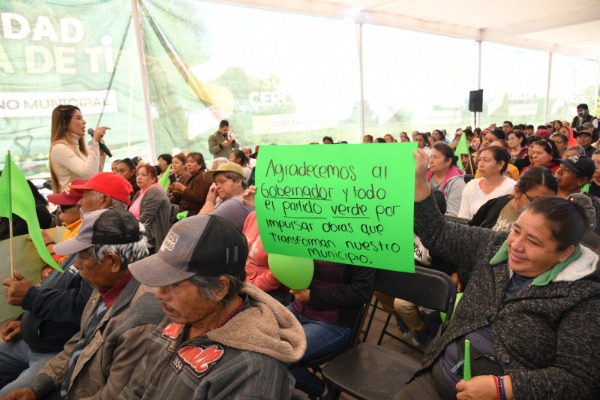 DAD
A DE Ti
NO MUNICIPAL
CERC
Agradecemos al
Gobernador y todo
el partido verde por
impulsar obras que
transforman nuestro
municipio.